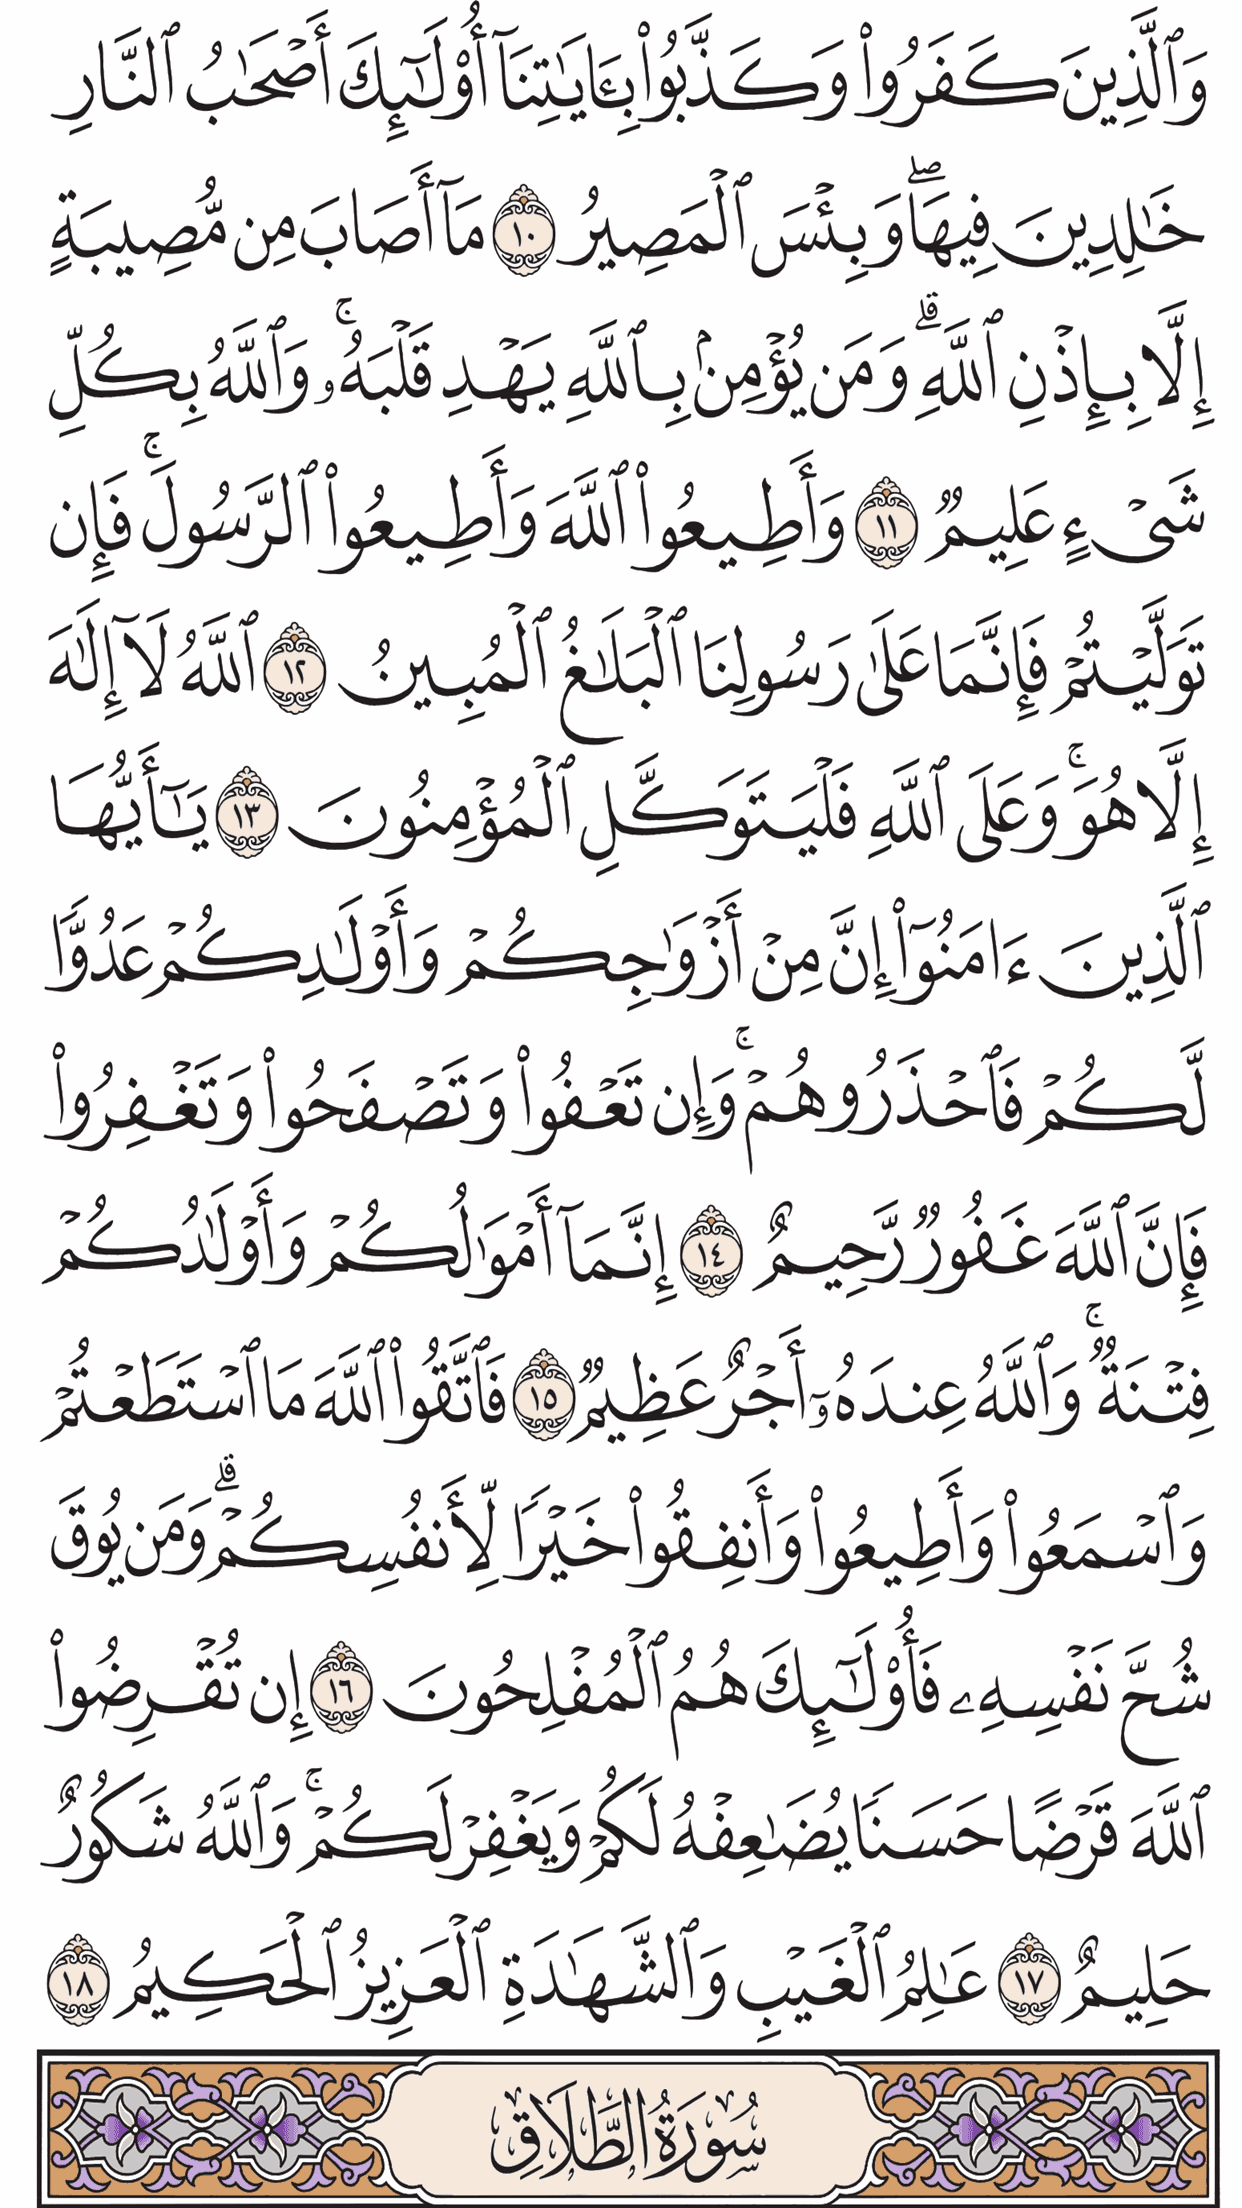 وَٱلَّذِينَ كَفَرُوا۟ وَكَذَّبُوا۟ بِـَٔايَـٰتِنَآ أُو۟لَـٰٓئِكَ أَصْحَـٰبُ ٱلنَّارِ
خَـٰلِدِينَ فِيهَا ۖ وَبِئْسَ ٱلْمَصِيرُ ١٠ مَآ أَصَابَ مِن مُّصِيبَةٍ
إِلَّا بِإِذْنِ ٱللَّهِ ۗ وَمَن يُؤْمِنۢ بِٱللَّهِ يَهْدِ قَلْبَهُۥ ۚ وَٱللَّهُ بِكُلِّ
شَىْءٍ عَلِيمٌ ١١ وَأَطِيعُوا۟ ٱللَّهَ وَأَطِيعُوا۟ ٱلرَّسُولَ ۚ فَإِن
تَوَلَّيْتُمْ فَإِنَّمَا عَلَىٰ رَسُولِنَا ٱلْبَلَـٰغُ ٱلْمُبِينُ ١٢ ٱللَّهُ لَآ إِلَـٰهَ
إِلَّا هُوَ ۚ وَعَلَى ٱللَّهِ فَلْيَتَوَكَّلِ ٱلْمُؤْمِنُونَ ١٣ يَـٰٓأَيُّهَا
ٱلَّذِينَ ءَامَنُوٓا۟ إِنَّ مِنْ أَزْوَٰجِكُمْ وَأَوْلَـٰدِكُمْ عَدُوًّا
لَّكُمْ فَٱحْذَرُوهُمْ ۚ وَإِن تَعْفُوا۟ وَتَصْفَحُوا۟ وَتَغْفِرُوا۟
فَإِنَّ ٱللَّهَ غَفُورٌ رَّحِيمٌ ١٤ إِنَّمَآ أَمْوَٰلُكُمْ وَأَوْلَـٰدُكُمْ
فِتْنَةٌ ۚ وَٱللَّهُ عِندَهُۥٓ أَجْرٌ عَظِيمٌ ١٥ فَٱتَّقُوا۟ ٱللَّهَ مَا ٱسْتَطَعْتُمْ
وَٱسْمَعُوا۟ وَأَطِيعُوا۟ وَأَنفِقُوا۟ خَيْرًا لِّأَنفُسِكُمْ ۗ وَمَن يُوقَ
شُحَّ نَفْسِهِۦ فَأُو۟لَـٰٓئِكَ هُمُ ٱلْمُفْلِحُونَ ١٦ إِن تُقْرِضُوا۟
ٱللَّهَ قَرْضًا حَسَنًا يُضَـٰعِفْهُ لَكُمْ وَيَغْفِرْ لَكُمْ ۚ وَٱللَّهُ شَكُورٌ
حَلِيمٌ ١٧ عَـٰلِمُ ٱلْغَيْبِ وَٱلشَّهَـٰدَةِ ٱلْعَزِيزُ ٱلْحَكِيمُ ١٨
سُورَةُ الطَّلَاقِ